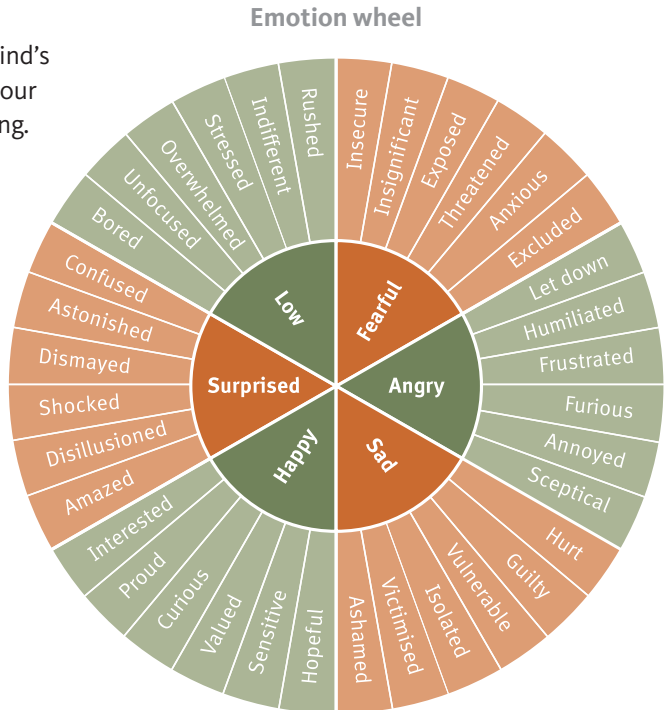 Emotion wheel
ind's
our
ng.
Rushed
Indifferent
Stressed
Overwhelmed
Unfocused
Bored
Insecure
Insignificant
Exposed
Threatened
Anxious
Excluded
Let down
Humiliated
Frustrated
Furious
Annoyed
Sceptical
Hurt
Guilty
Vulnerable
Isolated
Victimised
Ashamed
Hopeful
Sensitive
Valued
Curious
Proud
Interested
Amazed
Disillusioned
Shocked
Dismayed
Astonished
Confused
Low
Fearful
Angry
Sad
Happy
Surprised